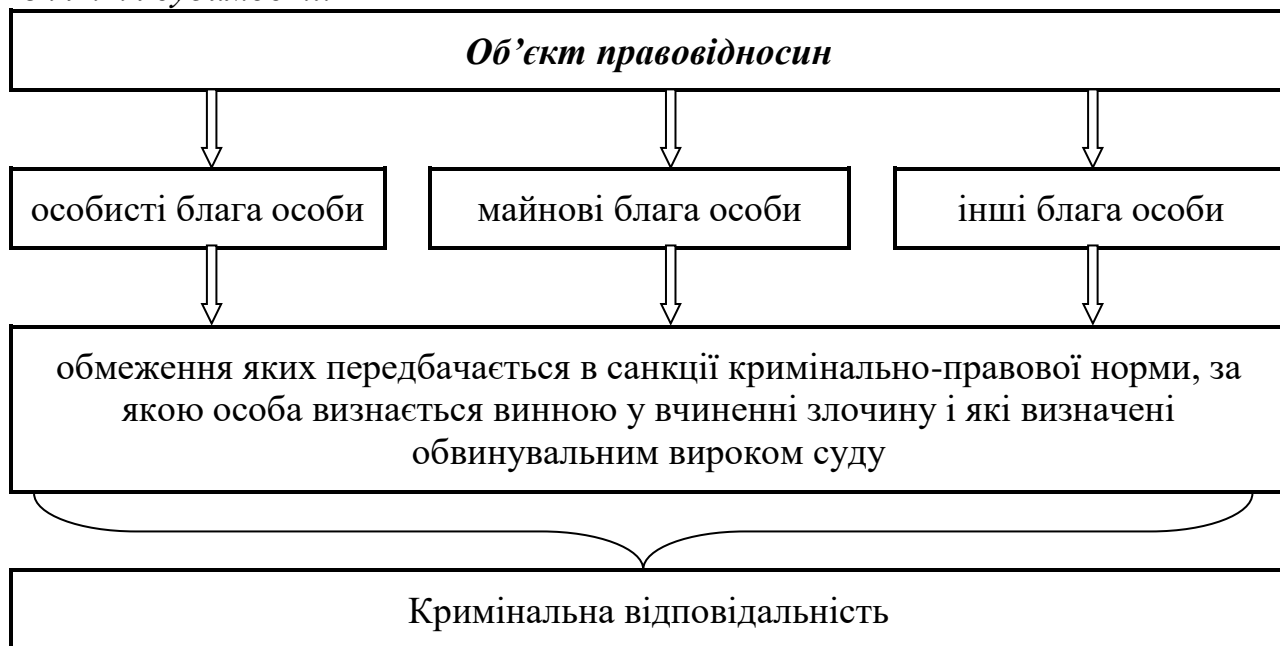 Об’єкт правовідносин
особисті блага особи
майнові блага особи
інші блага особи
обмеження яких передбачається в санкції кримінально-правової норми, за
якою особа визнається винною у вчиненні злочину і які визначені
обвинувальним вироком суду
Кримінальна відповідальність